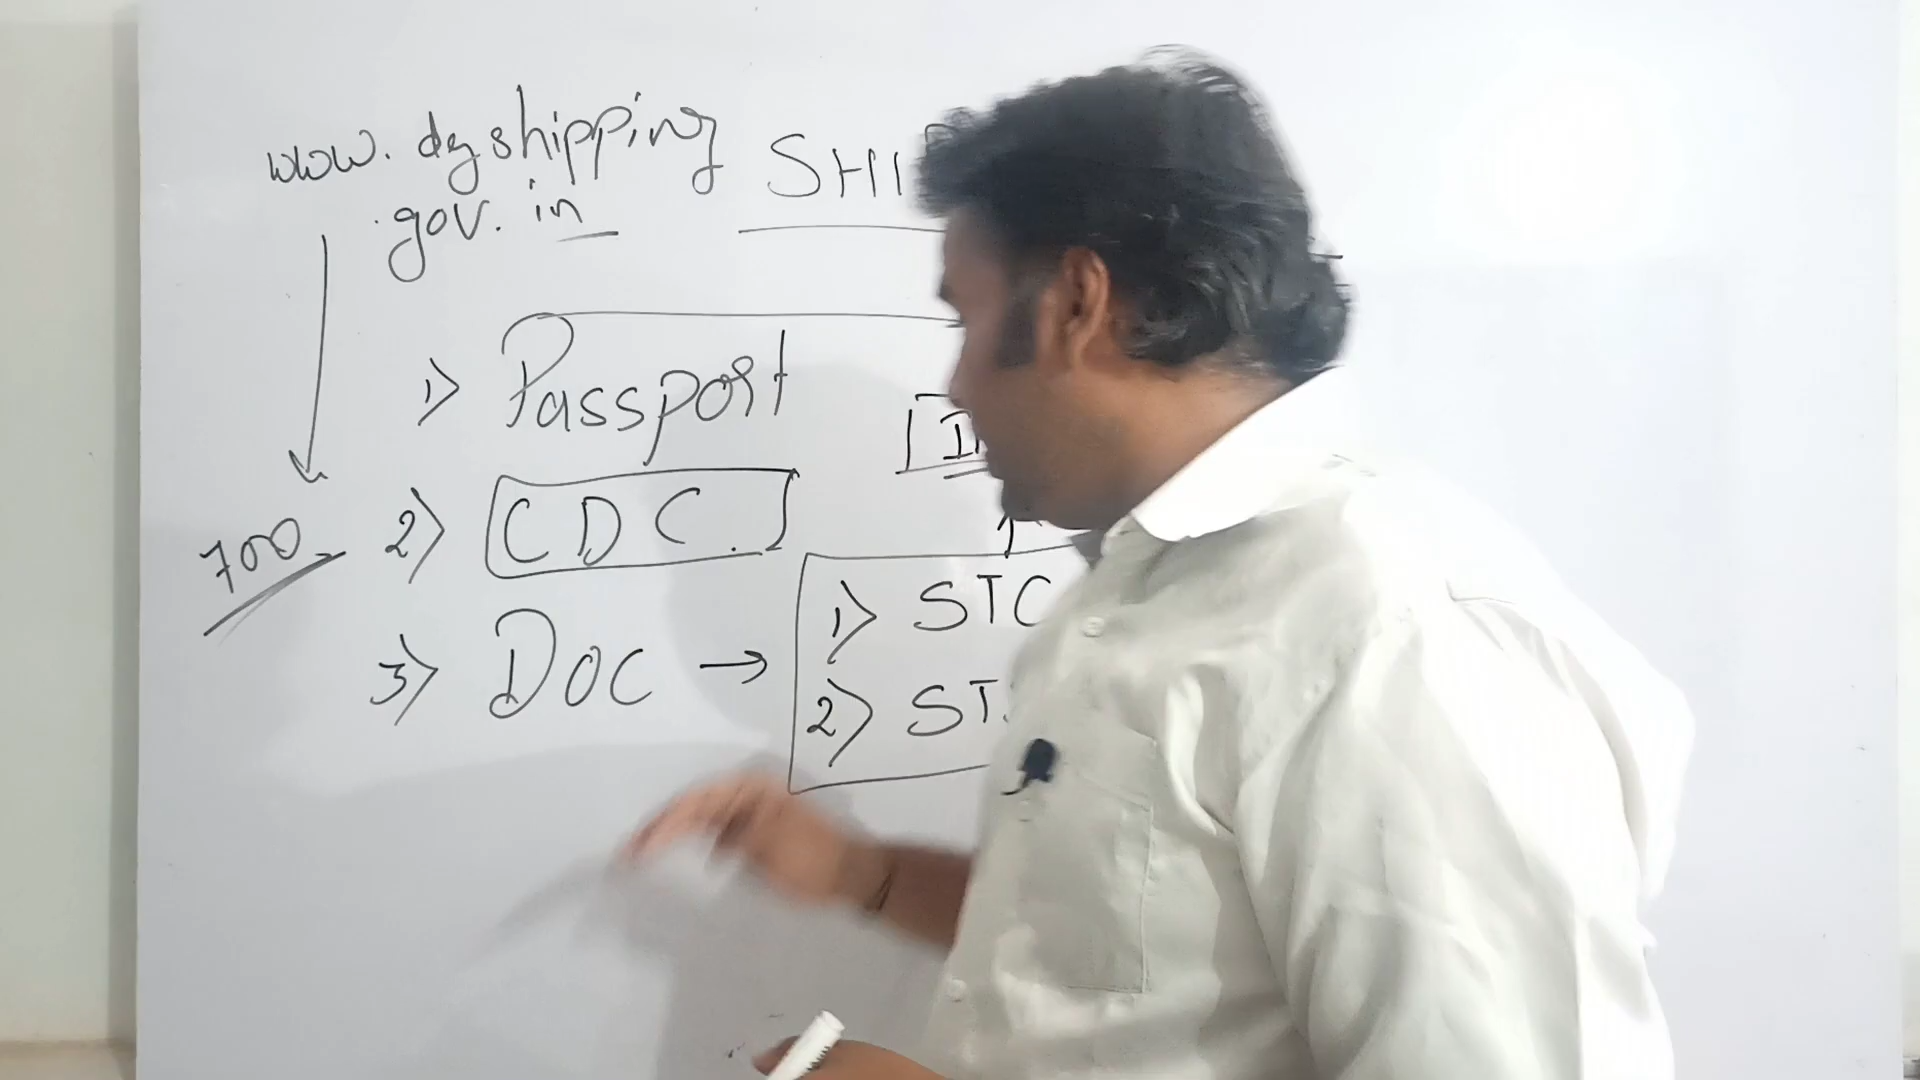 www.dgshipping
.gov.in
SHI
1) Passport
700
2) CDC.
3) DOC →
1) STC
2) ST